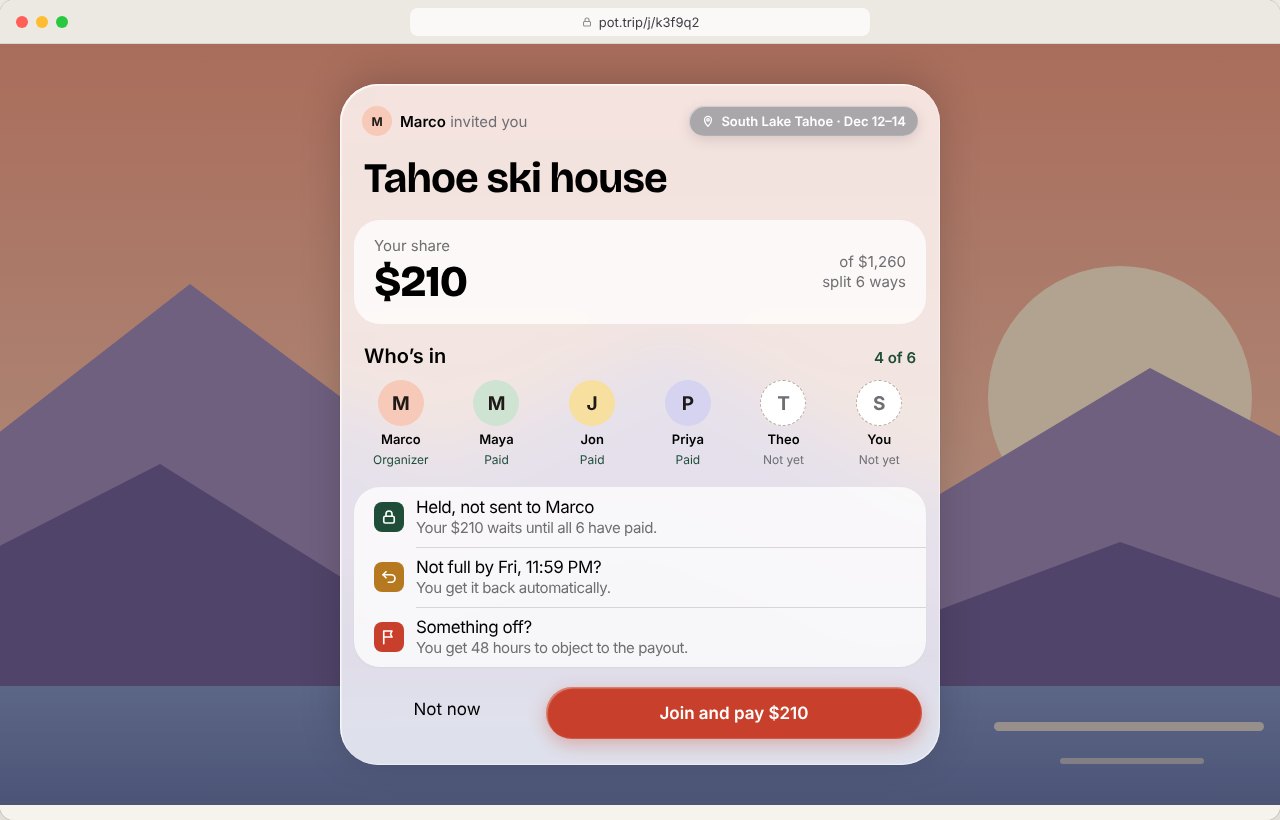 pot.trip/j/k3f9q2
M Marco invited you
South Lake Tahoe · Dec 12–14
Tahoe ski house
Your share
$210
of $1,260
split 6 ways
Who’s in
4 of 6
M M J P T S
Marco Maya Jon Priya Theo You
Organizer Paid Paid Paid Not yet Not yet
Held, not sent to Marco
Your $210 waits until all 6 have paid.
Not full by Fri, 11:59 PM?
You get it back automatically.
Something off?
You get 48 hours to object to the payout.
Not now
Join and pay $210